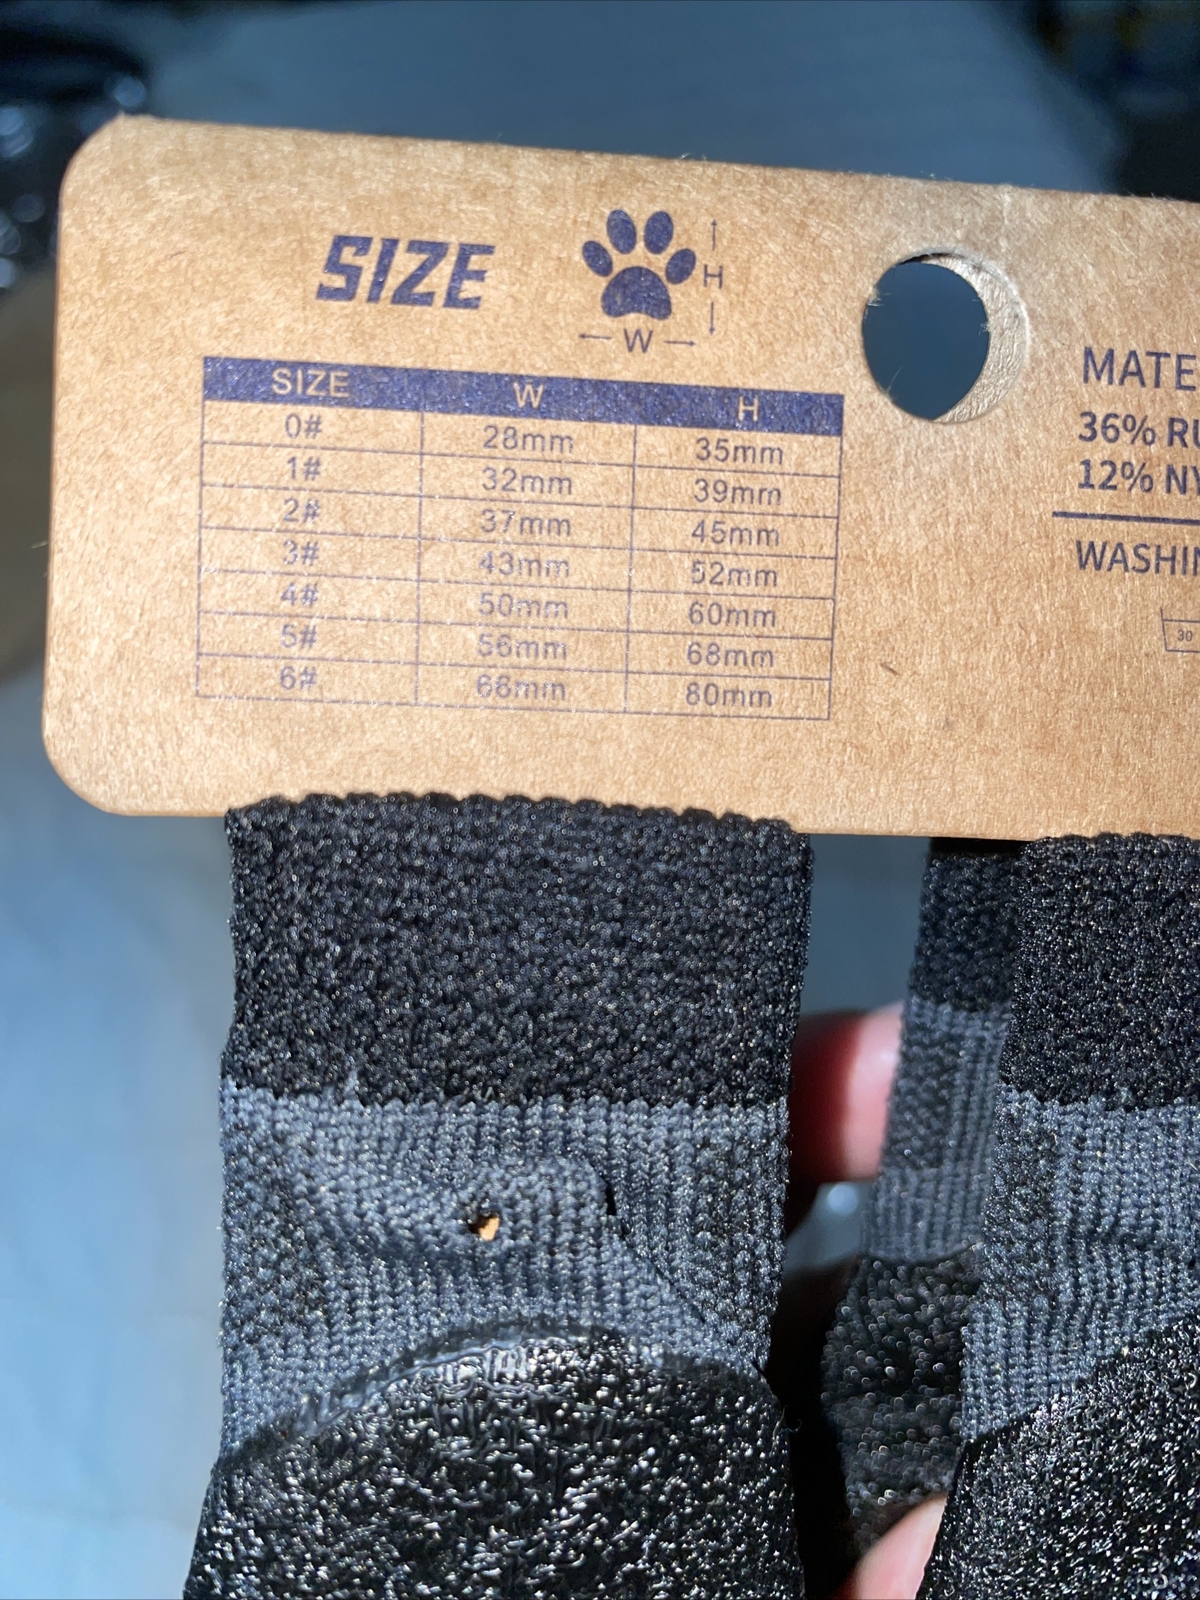 SIZE
H
W
SIZE W H
0# 28mm 35mm
1# 32mm 39mm
2# 37mm 45mm
3# 43mm 52mm
4# 50mm 60mm
5# 56mm 68mm
6# 68mm 80mm
MATE
36% RU
12% NY
WASHIN
30